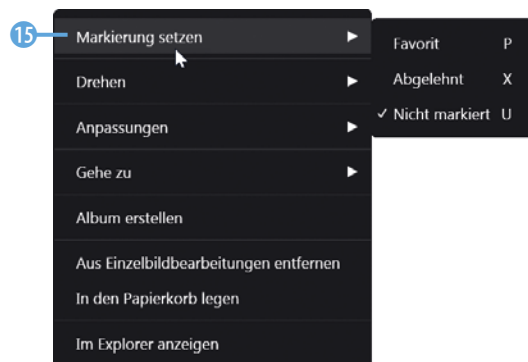 15 Markierung setzen ▶
Favorit P
Abgelehnt X
✓ Nicht markiert U
Drehen ▶
Anpassungen ▶
Gehe zu ▶
Album erstellen
Aus Einzelbildbearbeitungen entfernen
In den Papierkorb legen
Im Explorer anzeigen